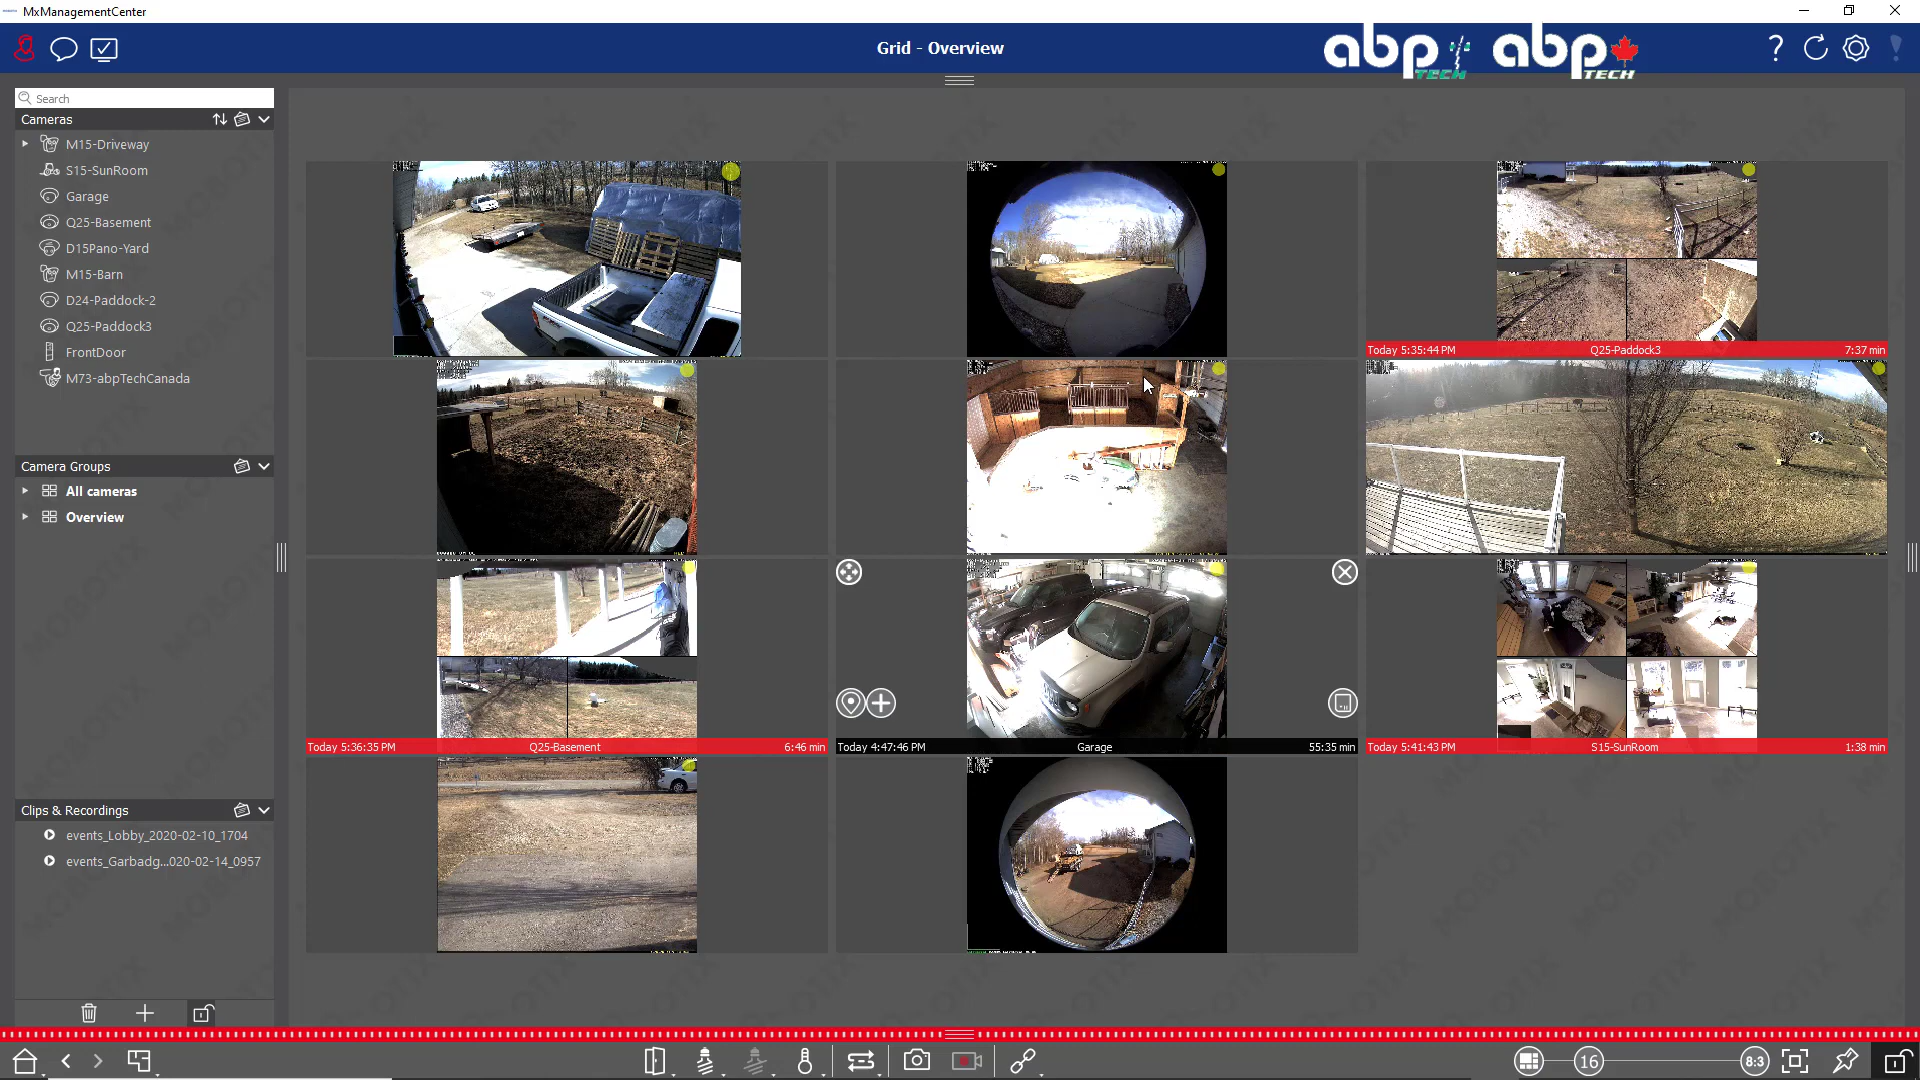 MxManagementCenter
Grid - Overview
abp TECH
abp TECH
?
Search
Cameras
M15-Driveway
S15-SunRoom
Garage
Q25-Basement
D15Pano-Yard
M15-Barn
D24-Paddock-2
Q25-Paddock3
FrontDoor
M73-abpTechCanada
Camera Groups
All cameras
Overview
Clips & Recordings
events_Lobby_2020-02-10_1704
events_Garbadg...020-02-14_0957
Today 5:35:44 PM Q25-Paddock3 7:37 min
Today 5:36:35 PM Q25-Basement 6:46 min
Today 4:47:46 PM Garage 55:35 min
Today 5:41:43 PM S15-SunRoom 1:38 min
16
8:3